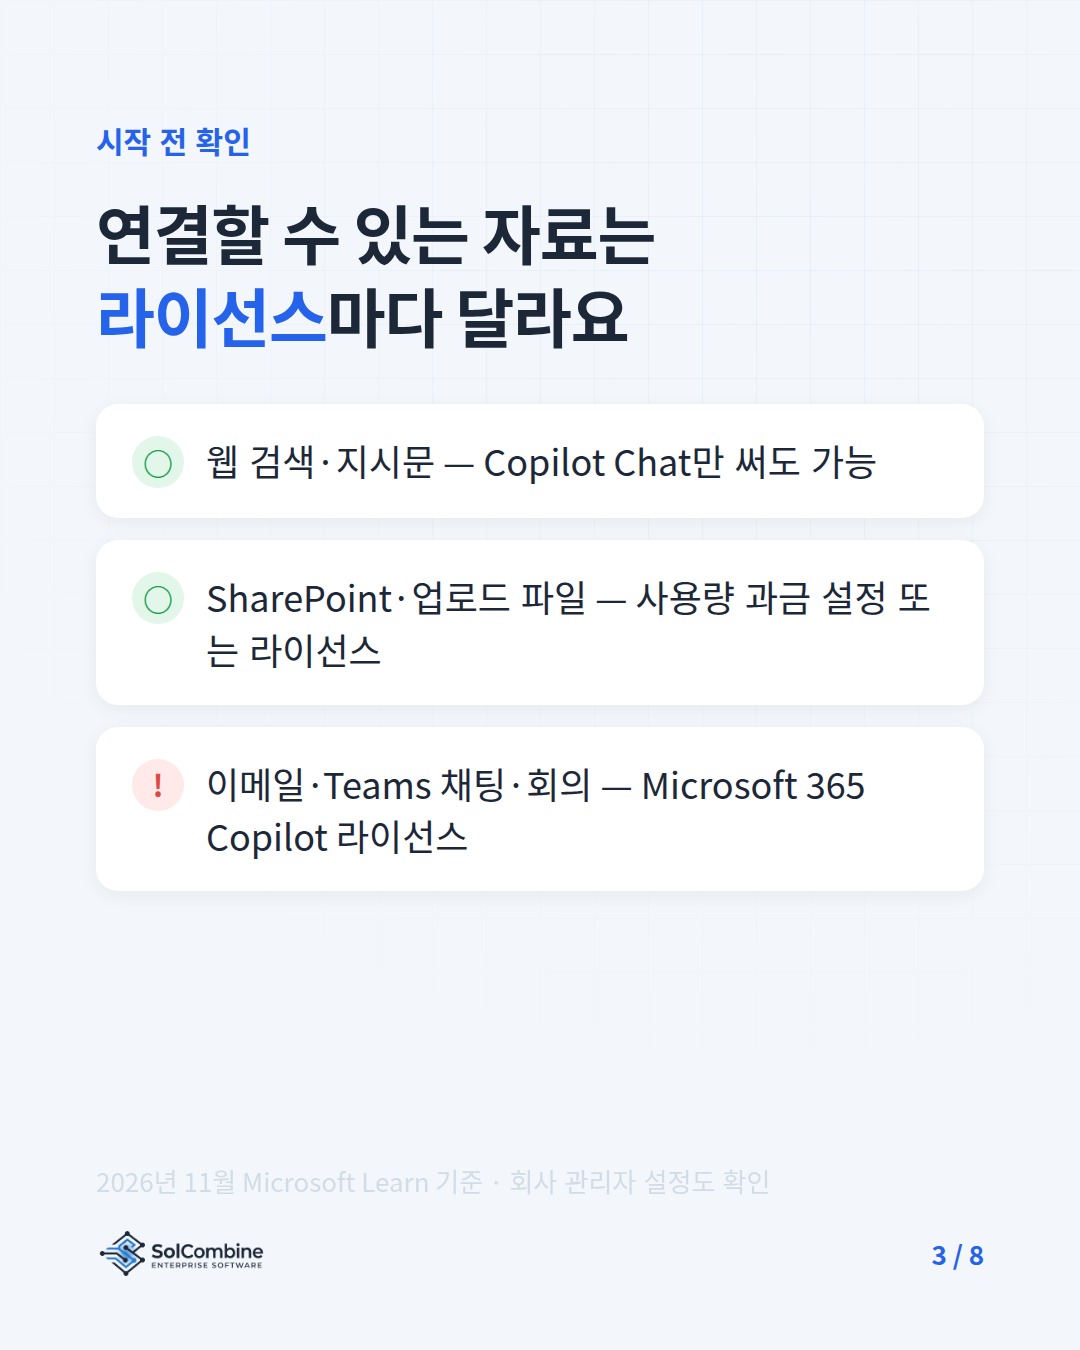 시작 전 확인
연결할 수 있는 자료는
라이선스마다 달라요
웹 검색·지시문 — Copilot Chat만 써도 가능
SharePoint·업로드 파일 — 사용량 과금 설정 또
는 라이선스
!
이메일·Teams 채팅·회의 — Microsoft 365
Copilot 라이선스
2026년 11월 Microsoft Learn 기준 · 회사 관리자 설정도 확인
SolCombine
ENTERPRISE SOFTWARE
3 / 8